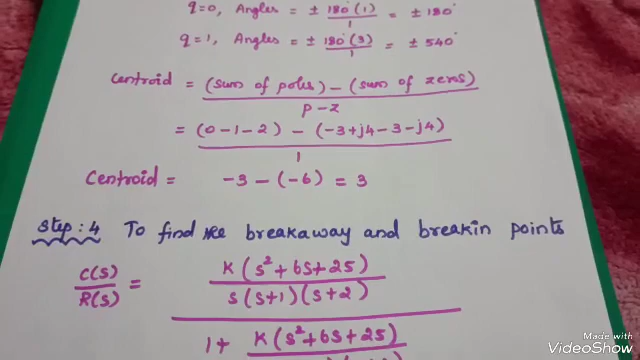 q=0, Angles = ± 180°(1)/1 = ± 180°
q=1, Angles = ± 180°(3)/1 = ± 540°
Centroid = (sum of poles) - (sum of zeros) / P-Z
= (0-1-2) - (-3+j4-3-j4) / 1
Centroid = -3-(-6) = 3
Step:4 To find the breakaway and breakin points
C(S)/R(S) = K(S²+6S+25) / S(S+1)(S+2)
1+ K(S²+6S+25)
Made with
VideoShow